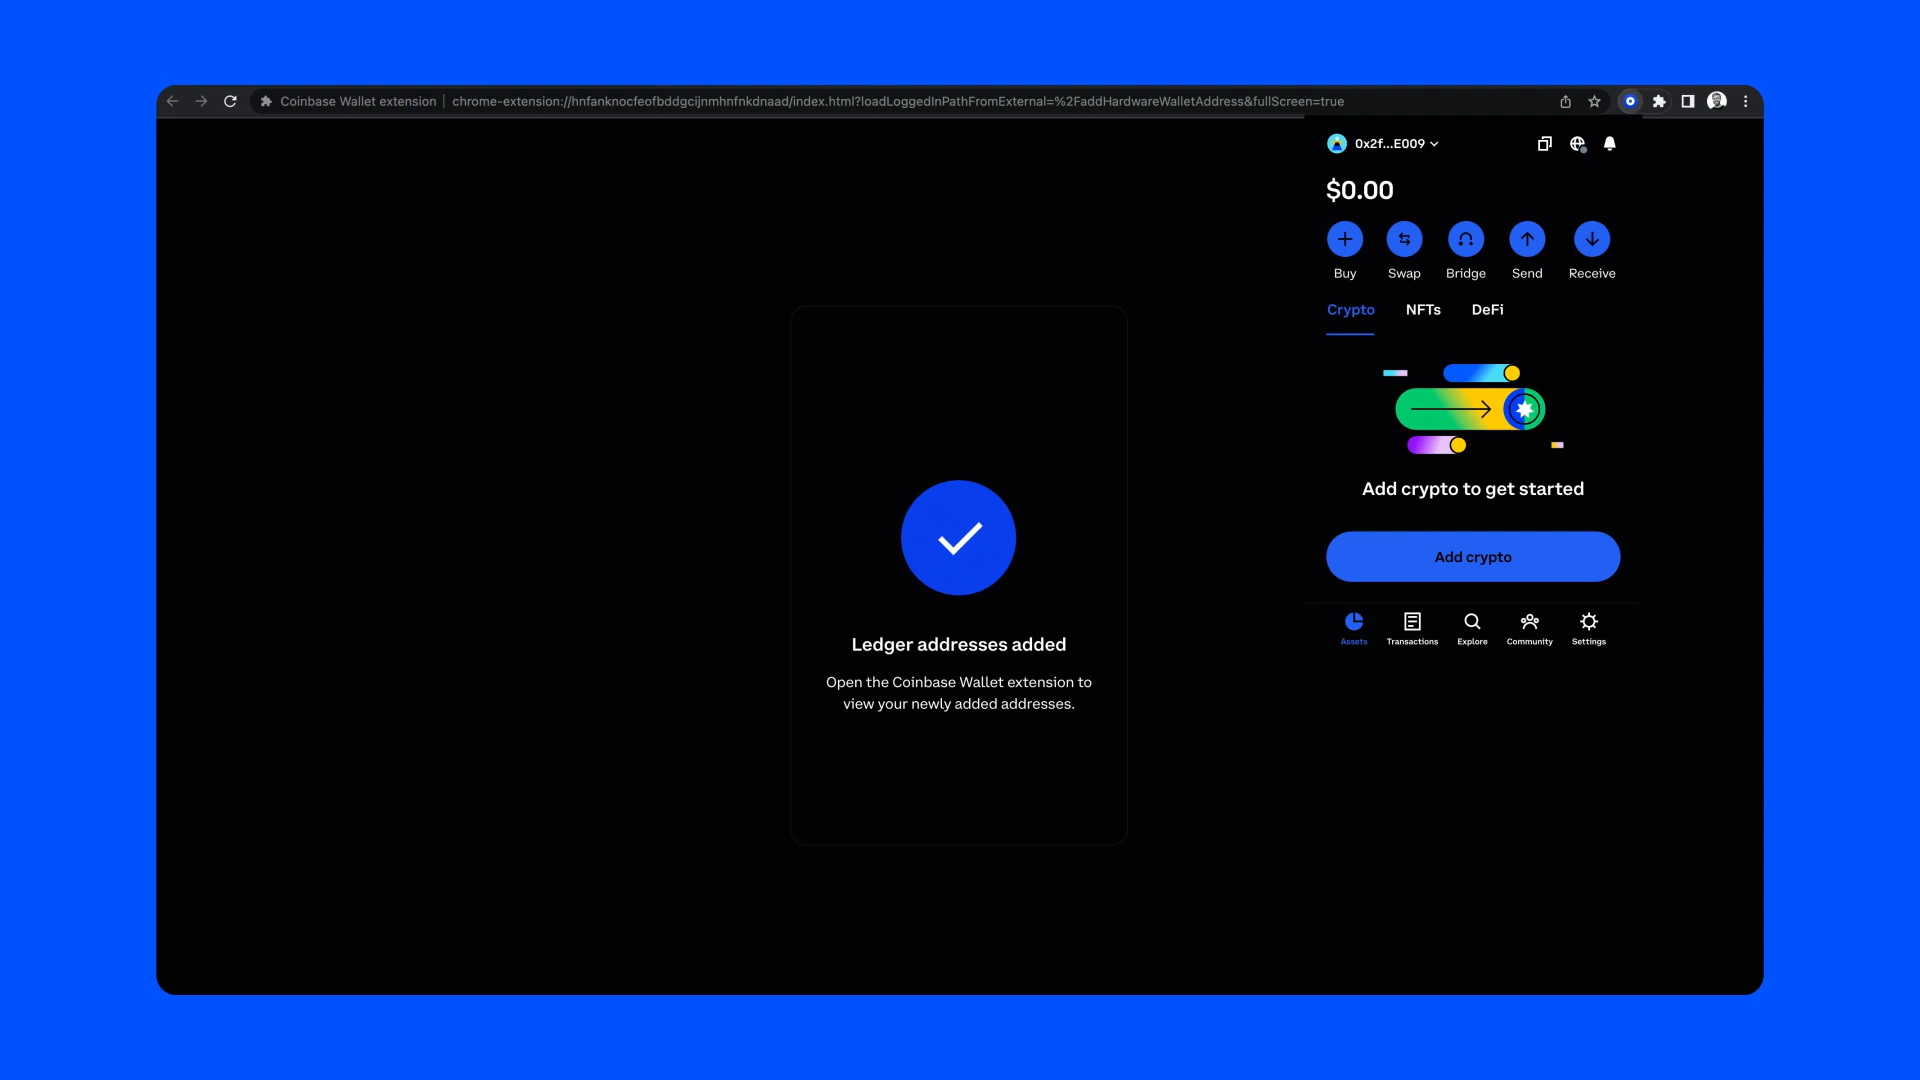 Coinbase Wallet extension | chrome-extension://hnfanknocfeofbddgcijnmhnfnkdnaad/index.html?loadLoggedInPathFromExternal=%2FaddHardwareWalletAddress&fullScreen=true
0x2f...E009
$0.00
Buy Swap Bridge Send Receive
Crypto NFTs DeFi
Add crypto to get started
Add crypto
Assets Transactions Explore Community Settings
Ledger addresses added
Open the Coinbase Wallet extension to
view your newly added addresses.